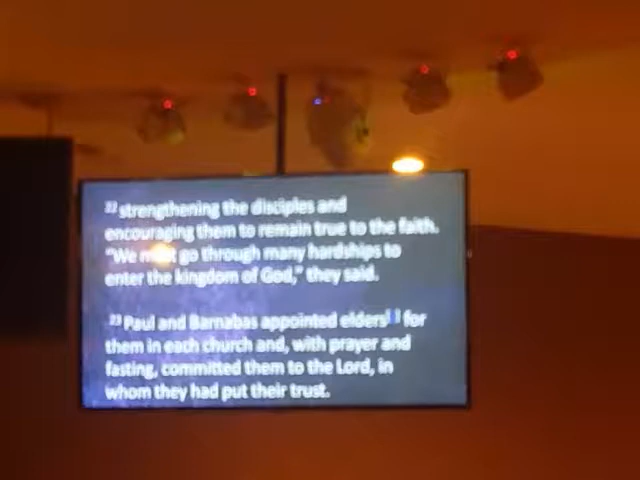 22 strengthening the disciples and
encouraging them to remain true to the faith.
"We must go through many hardships to
enter the kingdom of God," they said.
23 Paul and Barnabas appointed elders[ ] for
them in each church and, with prayer and
fasting, committed them to the Lord, in
whom they had put their trust.